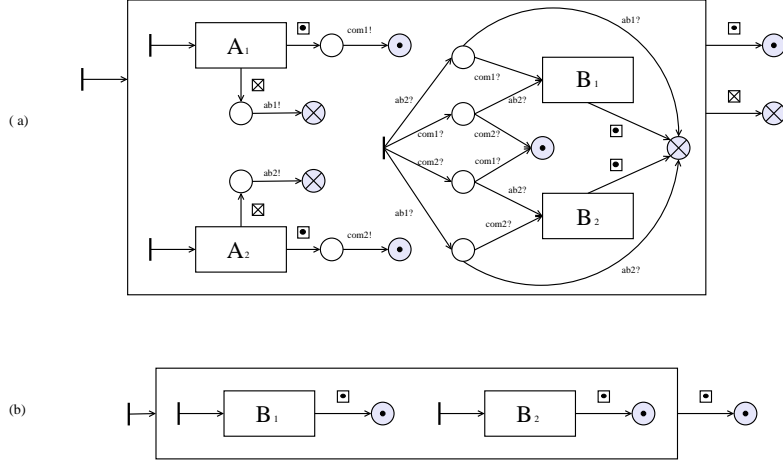 ( a)
A1
com1!
ab1!
ab2!
A2
com2!
ab1?
com1?
B1
ab2?
ab2?
com1?
com2?
com2?
com1?
ab2?
B2
ab1?
com2?
ab2?
(b)
B1
B2